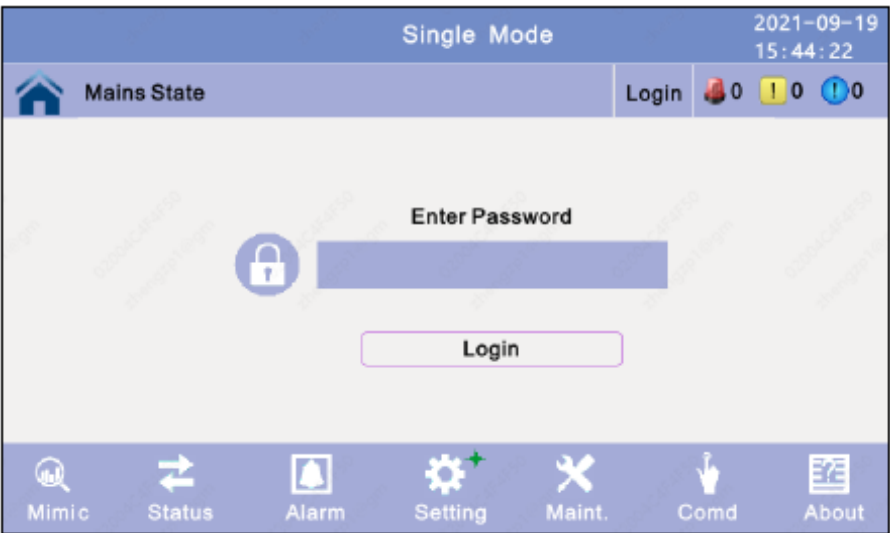 Single Mode
2021-09-19
15:44:22
Mains State
Login
0
! 0
! 0
Enter Password
Login
Mimic
Status
Alarm
Setting
Maint.
Comd
About